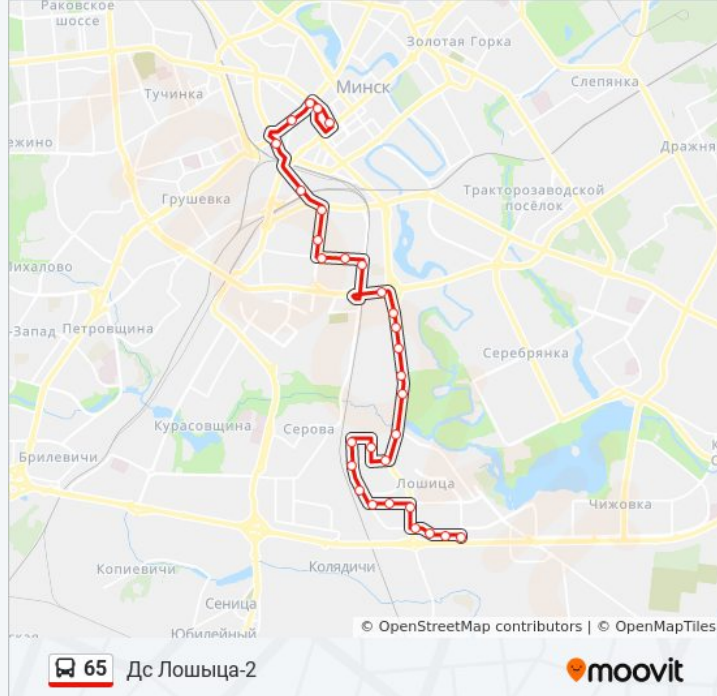 Раковское
шоссе
Золотая Горка
Минск
Слепянка
Тучинка
ежино
Дражня
Тракторозаводской
посёлок
Грушевка
Михалово
-Запад Петровщина
Серебрянка
Курасовщина
Серова
Брилевичи
Лошица
Чижовка
Копиевичи
Колядичи
Сеница
Юбилейный
© OpenStreetMap contributors | © OpenMapTiles
65 Дс Лошыца-2
moovit